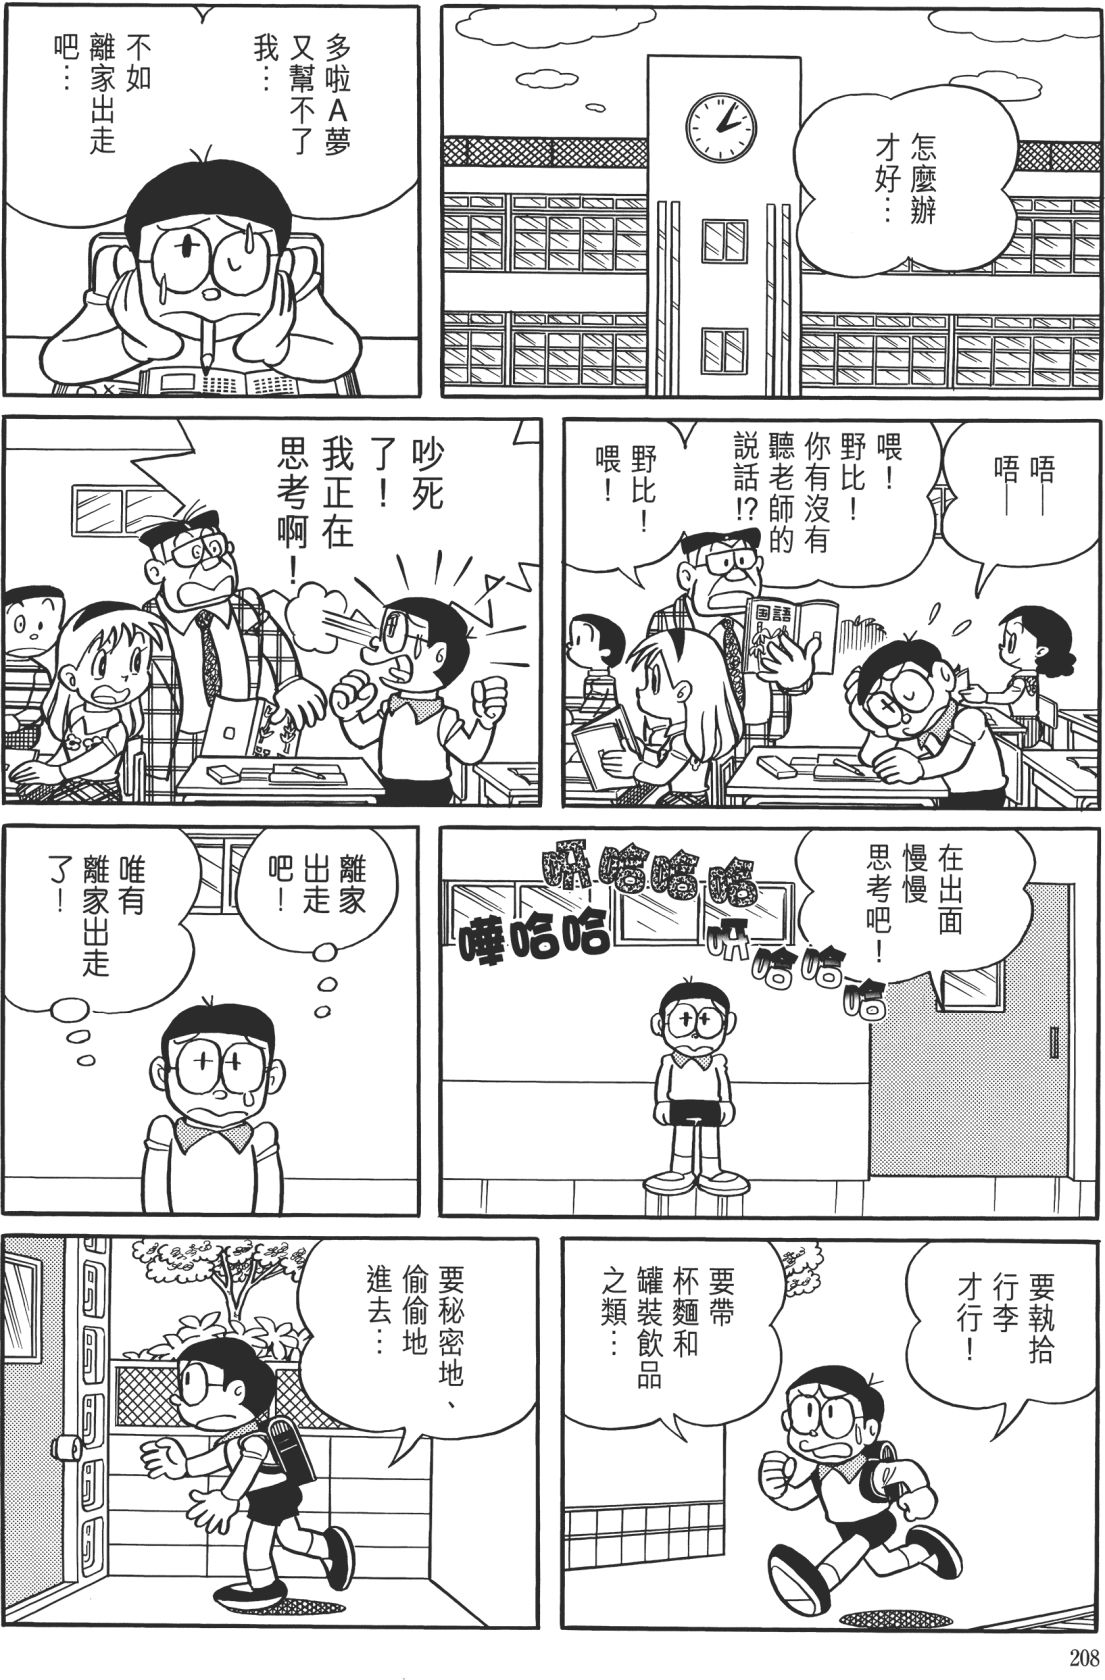 怎麼辦
才好…
多啦A夢
又幫不了
我…
不如
離家出走
吧…
唔—
唔—
喂！
野比！
你有沒有
聽老師的
説話!?
野比！
喂！
国語
吵死
了！
我正在
思考啊！
在出面
慢慢
思考吧！
吓哈哈哈
嘩哈哈
吓哈哈哈
離家
出走
吧！
唯有
離家出走
了！
要執拾
行李
才行！
要帶
杯麵和
罐裝飲品
之類…
要秘密地、
偷偷地
進去…
208